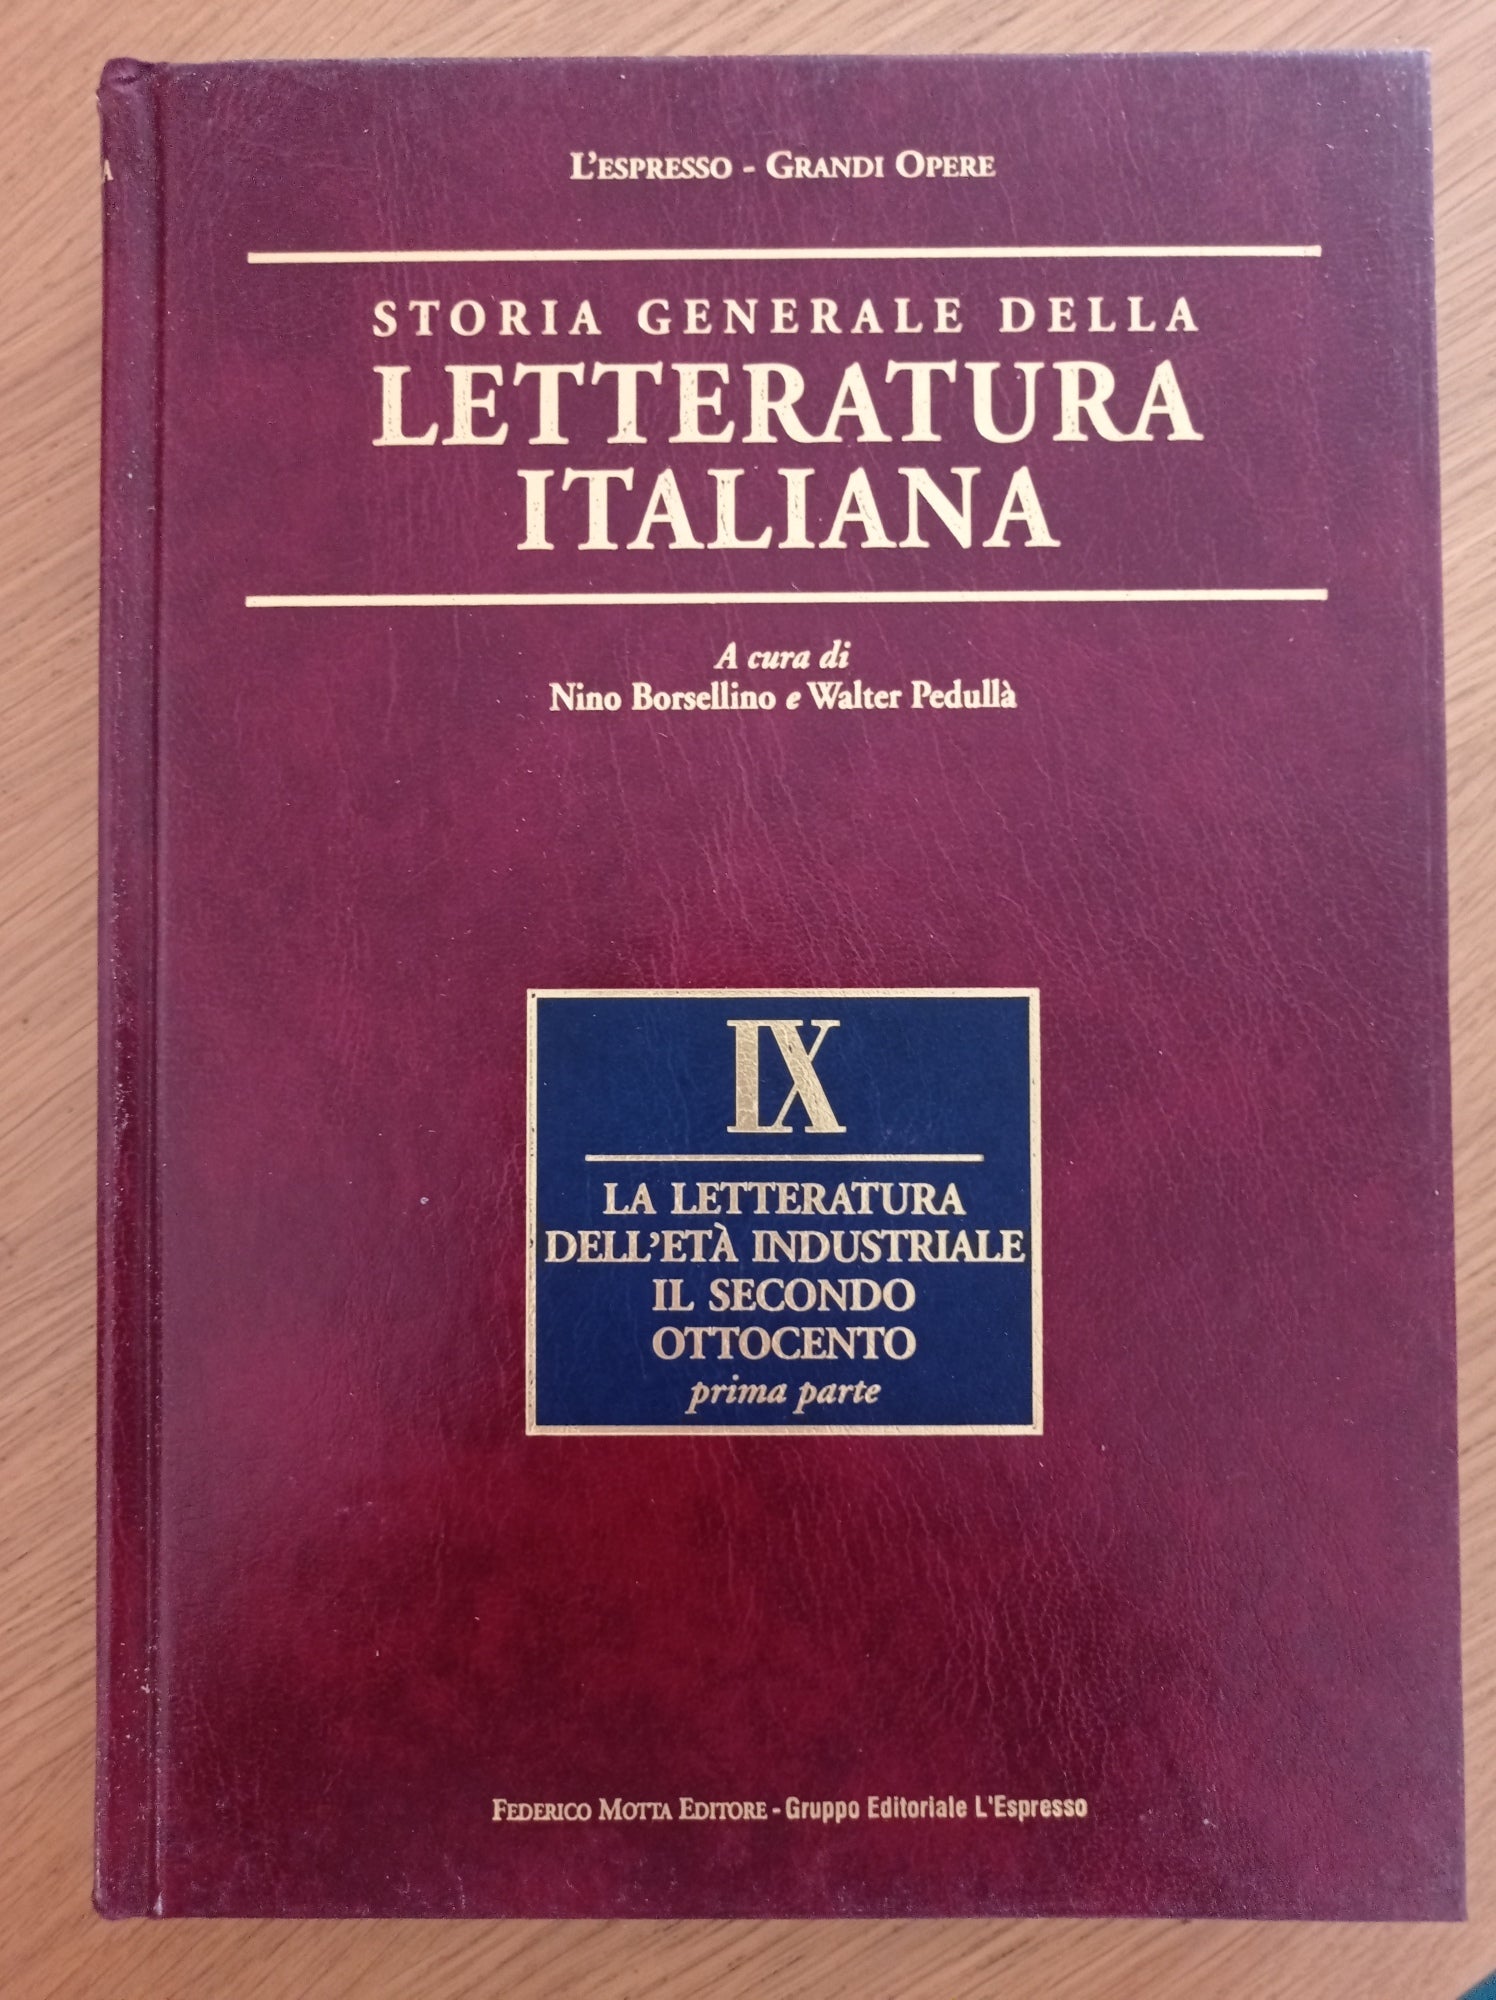 L'ESPRESSO - GRANDI OPERE
STORIA GENERALE DELLA
LETTERATURA
ITALIANA
A cura di
Nino Borsellino e Walter Pedullà
IX
LA LETTERATURA
DELL'ETÀ INDUSTRIALE
IL SECONDO
OTTOCENTO
prima parte
FEDERICO MOTTA EDITORE - Gruppo Editoriale L'Espresso